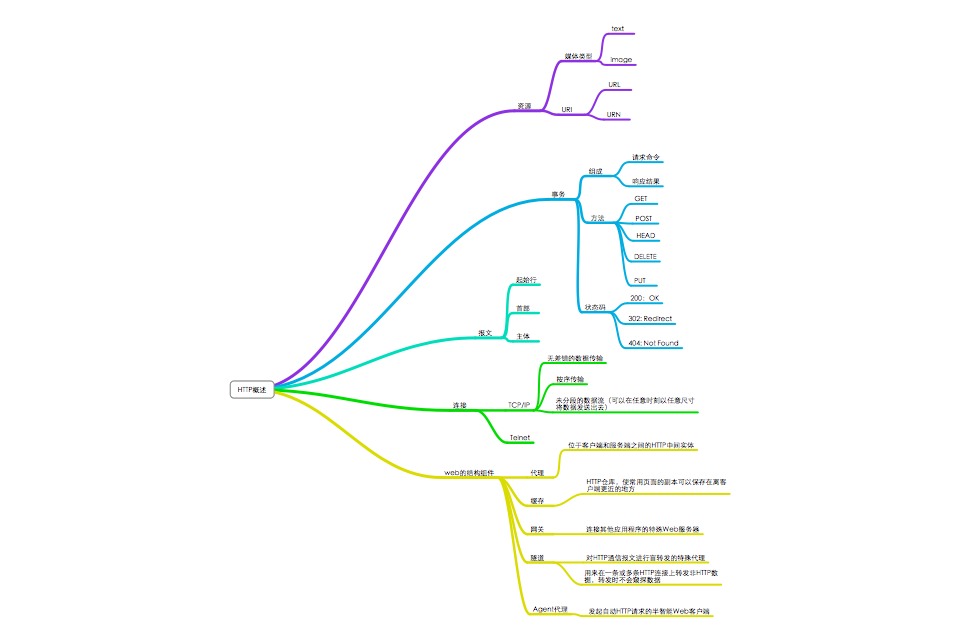 HTTP概述
资源
媒体类型
text
image
URI
URL
URN
事务
组成
请求命令
响应结果
方法
GET
POST
HEAD
DELETE
PUT
状态码
200：OK
302: Redirect
404: Not Found
报文
起始行
首部
主体
连接
TCP/IP
无差错的数据传输
按序传输
未分段的数据流（可以在任意时刻以任意尺寸
将数据发送出去）
Telnet
web的结构组件
代理
位于客户端和服务端之间的HTTP中间实体
缓存
HTTP仓库，使常用页面的副本可以保存在离客
户端更近的地方
网关
连接其他应用程序的特殊Web服务器
隧道
对HTTP通信报文进行盲转发的特殊代理
用来在一条或多条HTTP连接上转发非HTTP数
据，转发时不会窥探数据
Agent代理
发起自动HTTP请求的半智能Web客户端